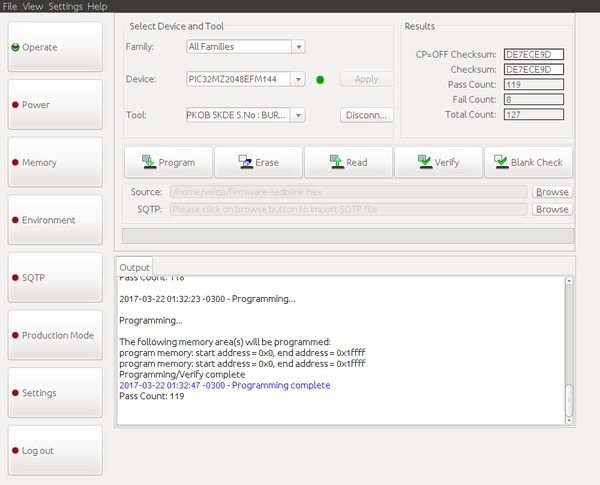 File View Settings Help
Operate
Power
Memory
Environment
SQTP
Production Mode
Settings
Log out
Select Device and Tool
Family: All Families
Device: PIC32MZ2048EFM144 Apply
Tool: PKOB SKDE S.No : BUR... Disconn...
Results
CP=OFF Checksum: DE7ECE9D
Checksum: DE7ECE9D
Pass Count: 119
Fail Count: 8
Total Count: 127
Program Erase Read Verify Blank Check
Source: /home/veiga/firmware-ledblink.hex Browse
SQTP: Please click on browse button to import SQTP file Browse
Output
Pass Count: 118
2017-03-22 01:32:23 -0300 - Programming...
Programming...
The following memory area(s) will be programmed:
program memory: start address = 0x0, end address = 0x1ffff
program memory: start address = 0x0, end address = 0x1ffff
Programming/Verify complete
2017-03-22 01:32:47 -0300 - Programming complete
Pass Count: 119